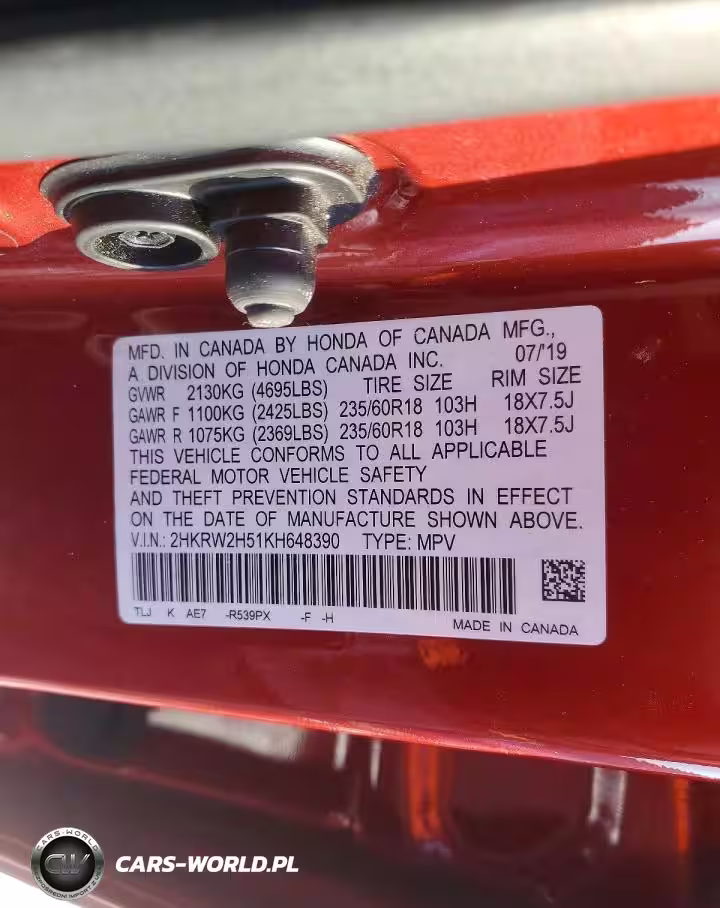 MFD. IN CANADA BY HONDA OF CANADA MFG.,
A DIVISION OF HONDA CANADA INC. 07/'19
GVWR 2130KG (4695LBS) TIRE SIZE RIM SIZE
GAWR F 1100KG (2425LBS) 235/60R18 103H 18X7.5J
GAWR R 1075KG (2369LBS) 235/60R18 103H 18X7.5J
THIS VEHICLE CONFORMS TO ALL APPLICABLE
FEDERAL MOTOR VEHICLE SAFETY
AND THEFT PREVENTION STANDARDS IN EFFECT
ON THE DATE OF MANUFACTURE SHOWN ABOVE.
V.I.N.: 2HKRW2H51KH648390 TYPE: MPV
TLJ K AE7 -R539PX -F -H
MADE IN CANADA
CARS-WORLD
CW
CARS-WORLD.PL